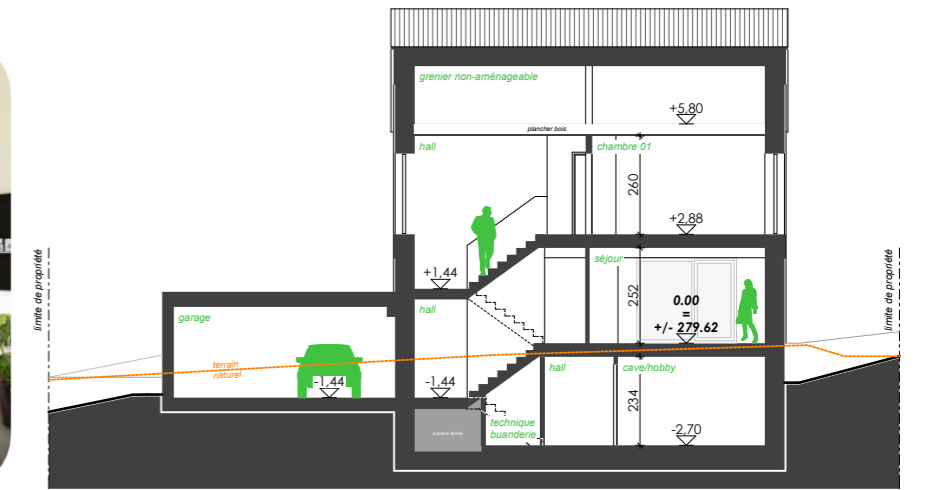 grenier non-aménageable
+5,80
plancher bois
hall
chambre 01
260
+2,88
limite de propriété
limite de propriété
+1,44
séjour
252
0.00
=
+/- 279.62
hall
garage
terrain
naturel
-1,44
-1,44
hall
cave/hobby
234
technique
buanderie
espace fermé
-2,70